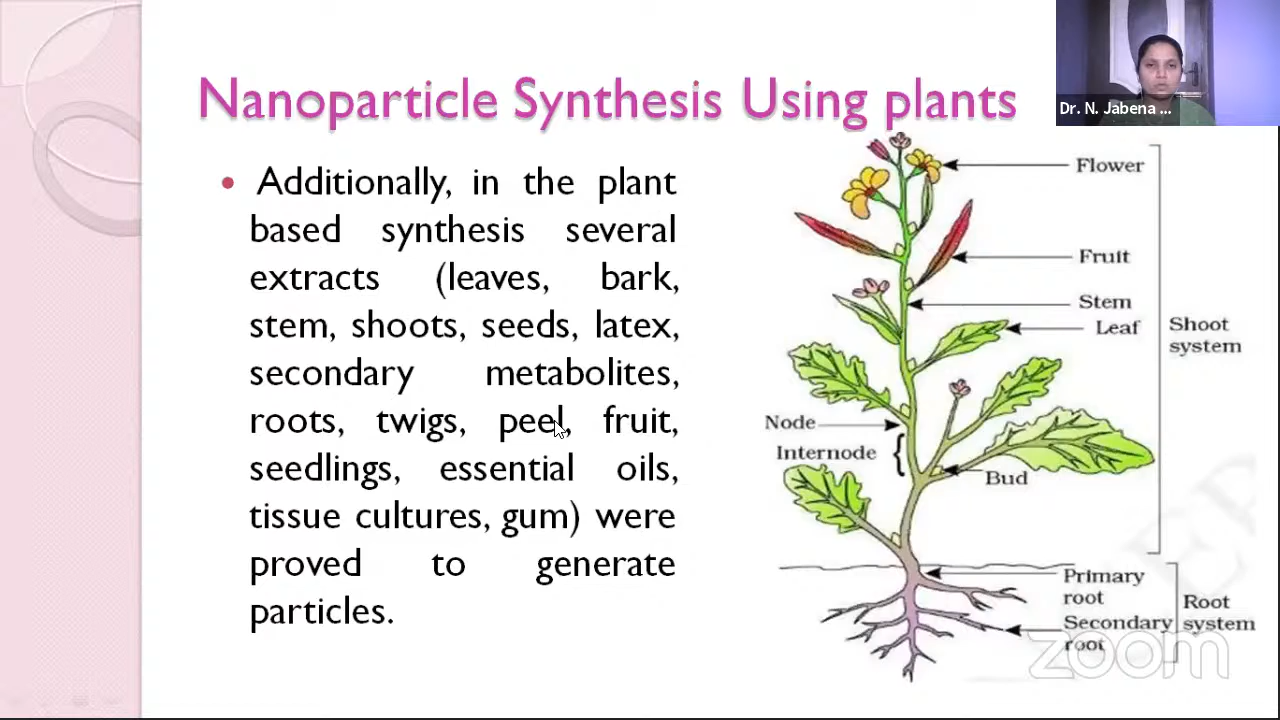 Nanoparticle Synthesis Using plants
Dr. N. Jabena ...
• Additionally, in the plant
based synthesis several
extracts (leaves, bark,
stem, shoots, seeds, latex,
secondary metabolites,
roots, twigs, peel, fruit,
seedlings, essential oils,
tissue cultures, gum) were
proved to generate
particles.
Flower
Fruit
Stem
Leaf
Shoot
system
Node
Internode
Bud
Primary
root
Secondary
root
Root
system
zoom